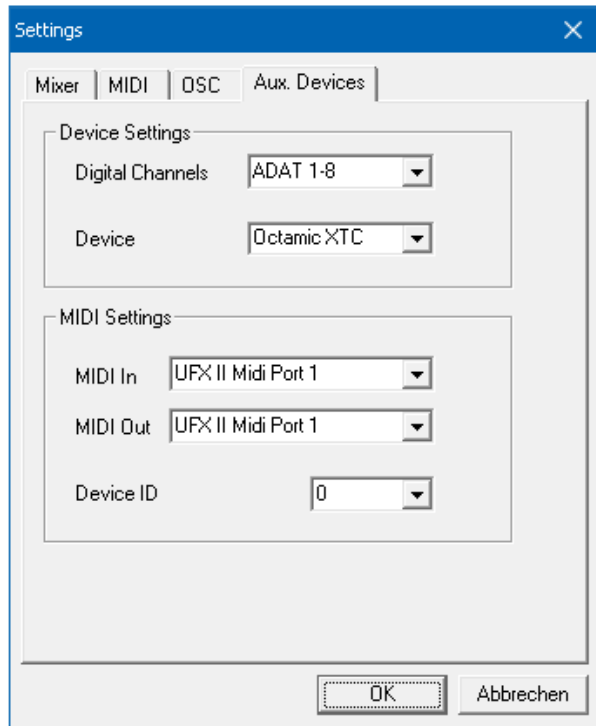 Settings
Mixer MIDI OSC Aux. Devices
Device Settings
Digital Channels ADAT 1-8
Device Octamic XTC
MIDI Settings
MIDI In UFX II Midi Port 1
MIDI Out UFX II Midi Port 1
Device ID 0
OK Abbrechen